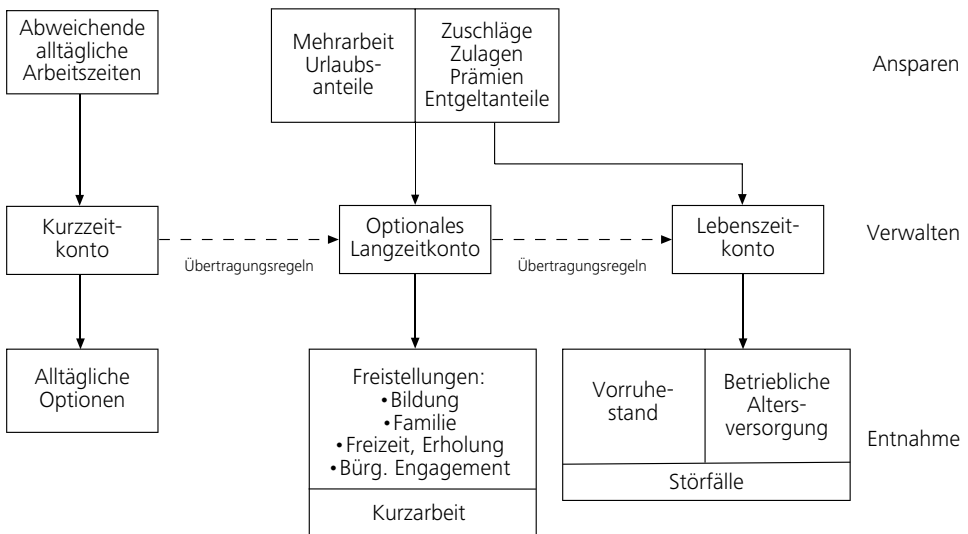 Abweichende
alltägliche
Arbeitszeiten
Mehrarbeit
Urlaubs-
anteile
Zuschläge
Zulagen
Prämien
Entgeltanteile
Ansparen
Kurzzeit-
konto
Übertragungsregeln
Optionales
Langzeitkonto
Übertragungsregeln
Lebenszeit-
konto
Verwalten
Alltägliche
Optionen
Freistellungen:
•Bildung
•Familie
•Freizeit, Erholung
•Bürg. Engagement
Kurzarbeit
Vorruhe-
stand
Betriebliche
Alters-
versorgung
Störfälle
Entnahme